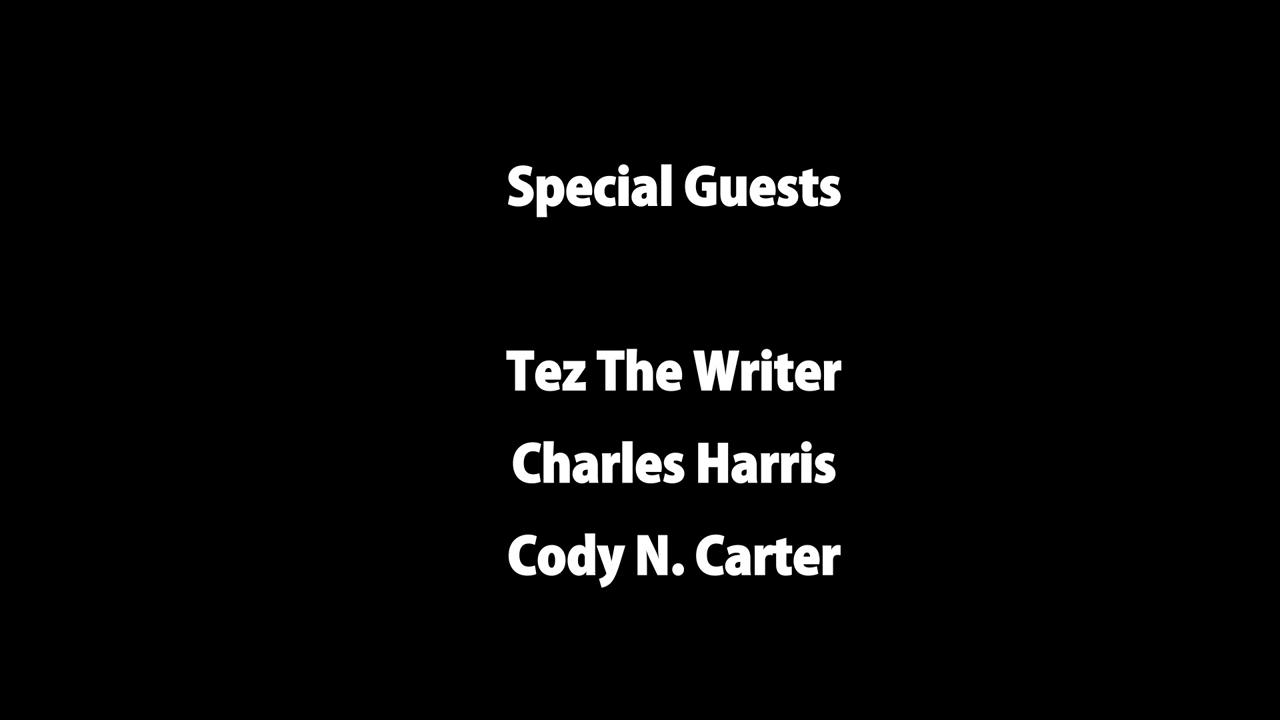 Special Guests
Tez The Writer
Charles Harris
Cody N. Carter